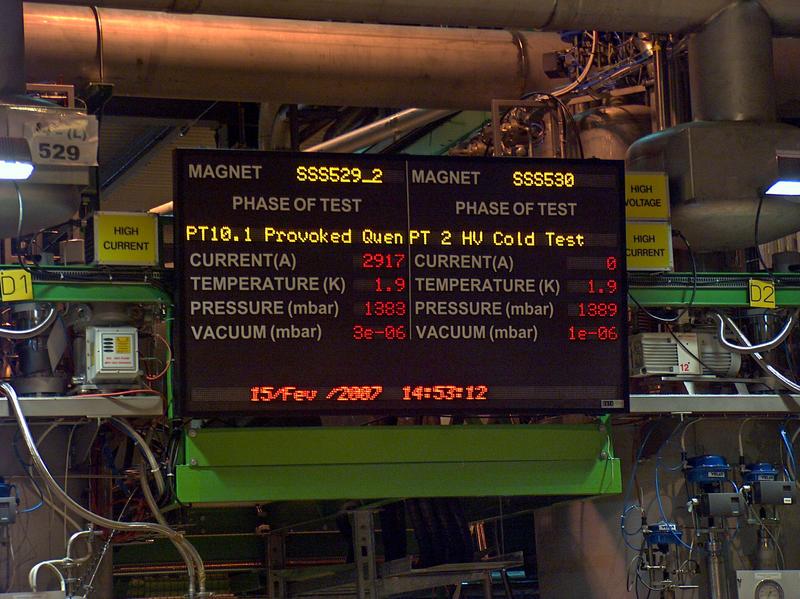 529
HIGH
CURRENT
D1
MAGNET SSS529_2
PHASE OF TEST
PT10.1 Provoked Quen
CURRENT(A) 2917
TEMPERATURE (K) 1.9
PRESSURE (mbar) 1383
VACUUM (mbar) 3e-06
MAGNET SSS530
PHASE OF TEST
PT 2 HV Cold Test
CURRENT(A) 0
TEMPERATURE (K) 1.9
PRESSURE (mbar) 1389
VACUUM (mbar) 1e-06
15/Fev /2007 14:53:12
HIGH
VOLTAGE
HIGH
CURRENT
D2
12